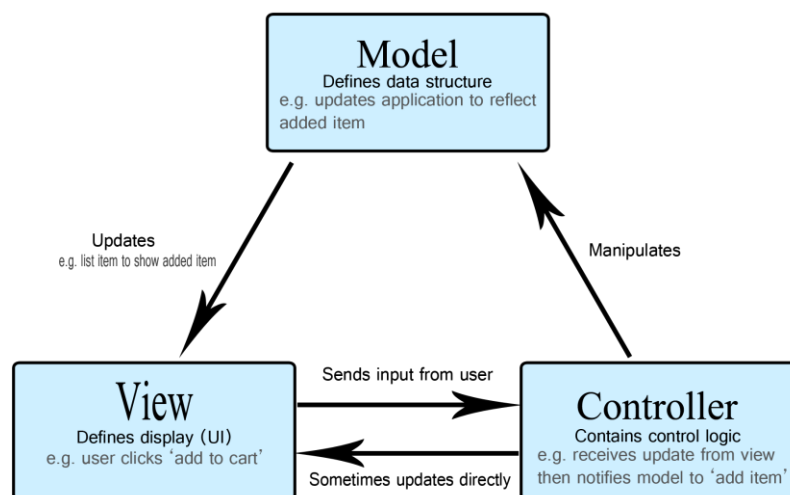 Model
Defines data structure
e.g. updates application to reflect
added item
Updates
e.g. list item to show added item
Manipulates
View
Defines display (UI)
e.g. user clicks ‘add to cart’
Sends input from user
Sometimes updates directly
Controller
Contains control logic
e.g. receives update from view
then notifies model to ‘add item’